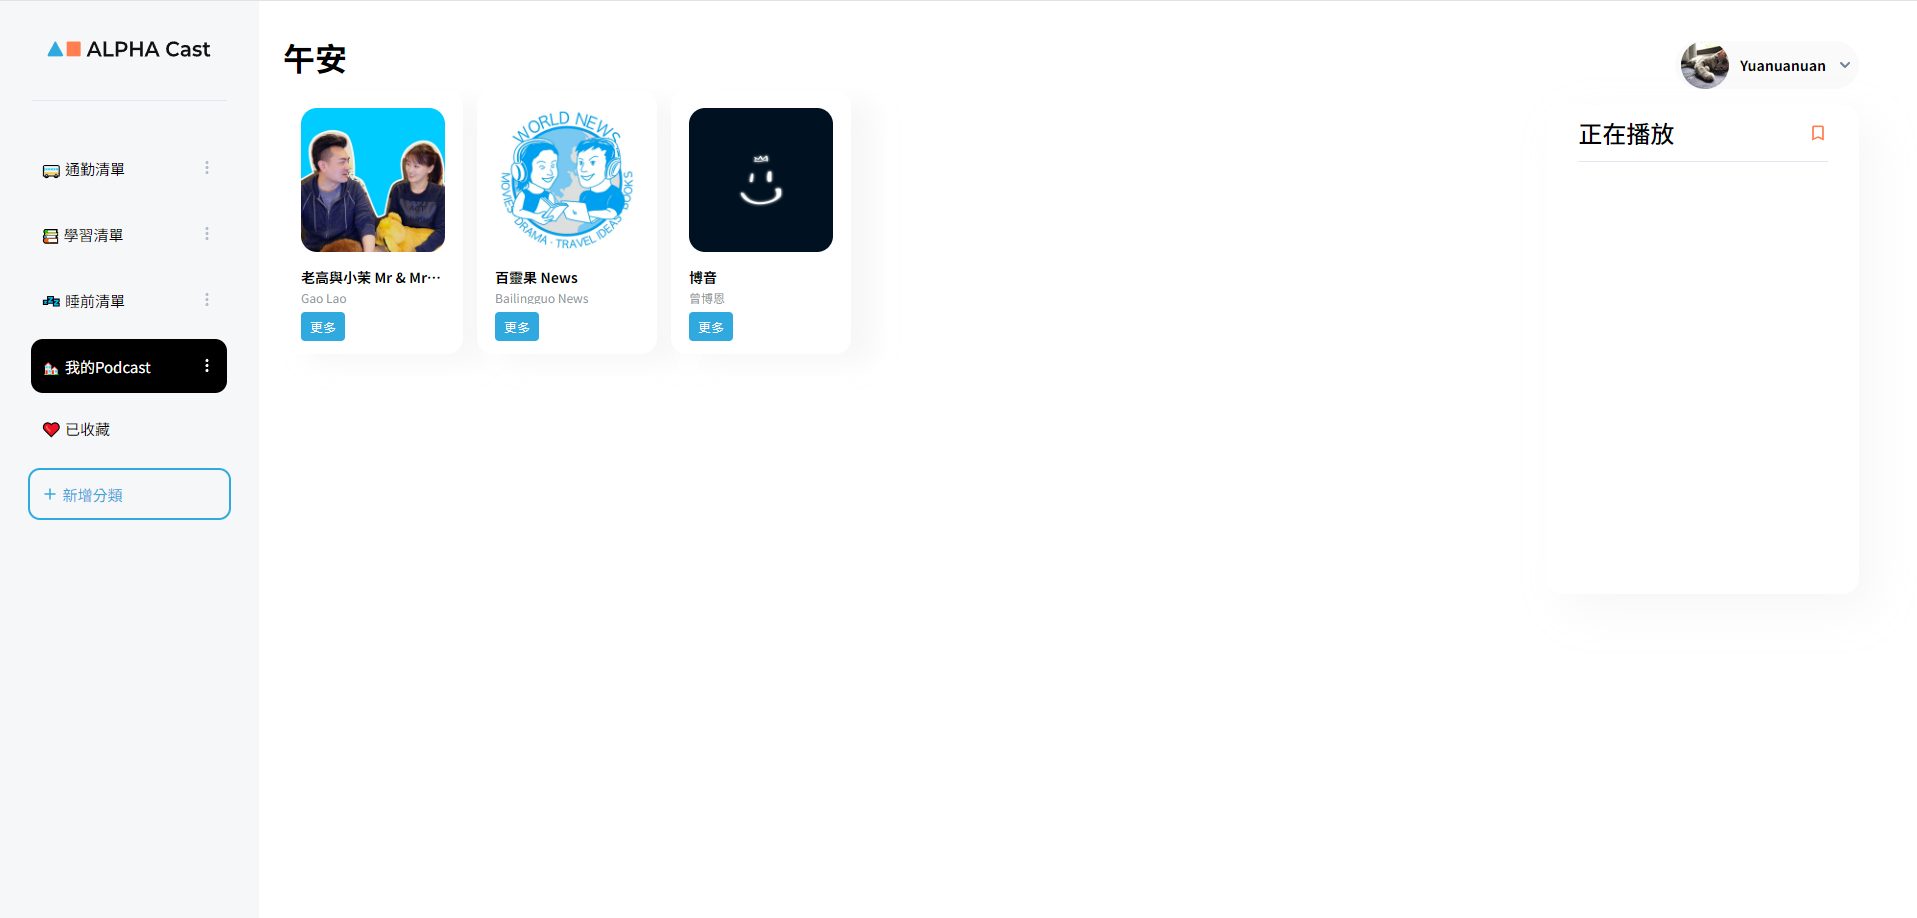 ALPHA Cast
通勤清單
學習清單
睡前清單
我的Podcast
已收藏
+ 新增分類
午安
WORLD NEWS
MOVIES · DRAMA · TRAVEL IDEAS · BOOKS
老高與小茉 Mr & Mr…
Gao Lao
更多
百靈果 News
Bailingguo News
更多
博音
曾博恩
更多
Yuanuanuan
正在播放